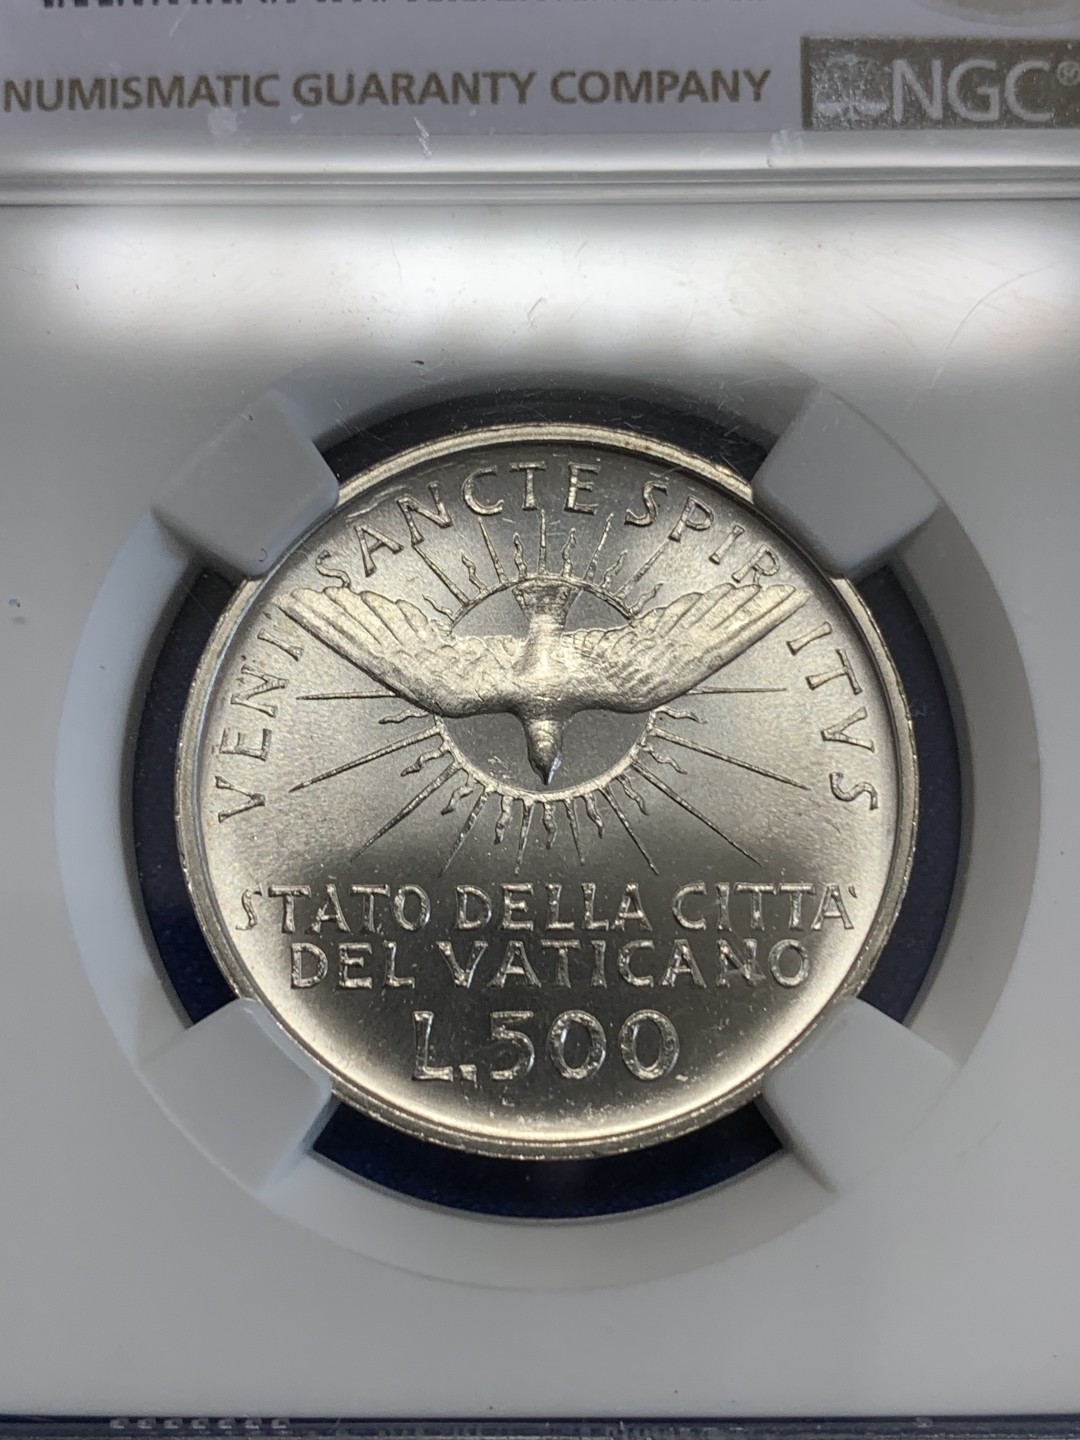 NUMISMATIC GUARANTY COMPANY NGC®
VENI SANCTE SPIRITVS
STATO DELLA CITTA'
DEL VATICANO
L.500